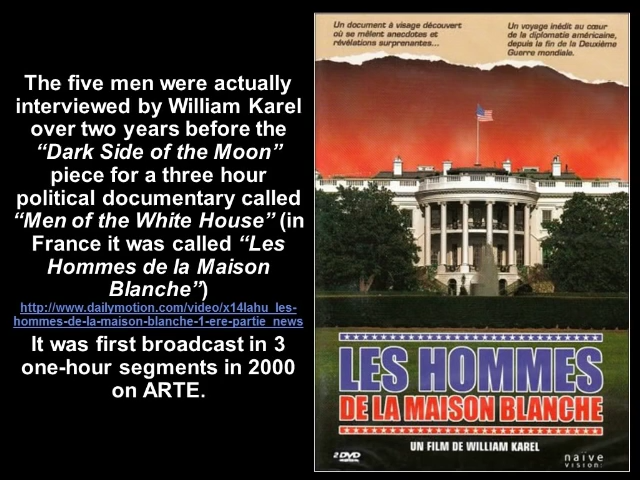 The five men were actually
interviewed by William Karel
over two years before the
“Dark Side of the Moon”
piece for a three hour
political documentary called
“Men of the White House” (in
France it was called “Les
Hommes de la Maison
Blanche”)
http://www.dailymotion.com/video/x14lahu_les-
hommes-de-la-maison-blanche-1-ere-partie_news
It was first broadcast in 3
one-hour segments in 2000
on ARTE.
Un document à visage découvert
où se mêlent anecdotes et
révélations surprenantes...
Un voyage inédit au cœur
de la diplomatie américaine,
depuis la fin de la Deuxième
Guerre mondiale.
LES HOMMES
DE LA MAISON BLANCHE
UN FILM DE WILLIAM KAREL
2 DVD
naïve
VISION: